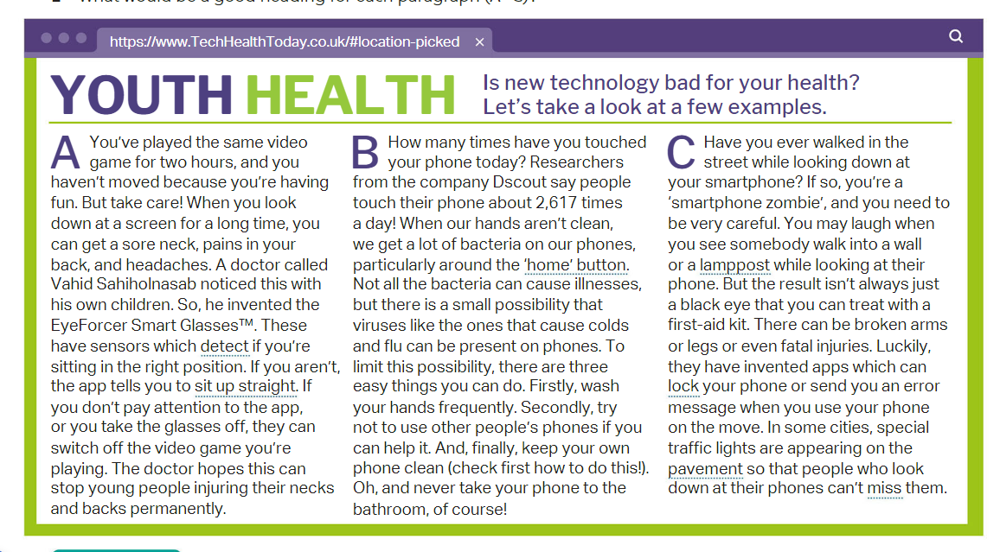 https://www.TechHealthToday.co.uk/#location-picked ×
YOUTH HEALTH
Is new technology bad for your health?
Let's take a look at a few examples.
A You've played the same video
game for two hours, and you
haven't moved because you're having
fun. But take care! When you look
down at a screen for a long time, you
can get a sore neck, pains in your
back, and headaches. A doctor called
Vahid Sahiholnasab noticed this with
his own children. So, he invented the
EyeForcer Smart Glasses™. These
have sensors which detect if you're
sitting in the right position. If you aren't,
the app tells you to sit up straight. If
you don't pay attention to the app,
or you take the glasses off, they can
switch off the video game you're
playing. The doctor hopes this can
stop young people injuring their necks
and backs permanently.
B How many times have you touched
your phone today? Researchers
from the company Dscout say people
touch their phone about 2,617 times
a day! When our hands aren't clean,
we get a lot of bacteria on our phones,
particularly around the 'home' button.
Not all the bacteria can cause illnesses,
but there is a small possibility that
viruses like the ones that cause colds
and flu can be present on phones. To
limit this possibility, there are three
easy things you can do. Firstly, wash
your hands frequently. Secondly, try
not to use other people's phones if you
can help it. And, finally, keep your own
phone clean (check first how to do this!).
Oh, and never take your phone to the
bathroom, of course!
C Have you ever walked in the
street while looking down at
your smartphone? If so, you're a
'smartphone zombie', and you need to
be very careful. You may laugh when
you see somebody walk into a wall
or a lamppost while looking at their
phone. But the result isn't always just
a black eye that you can treat with a
first-aid kit. There can be broken arms
or legs or even fatal injuries. Luckily,
they have invented apps which can
lock your phone or send you an error
message when you use your phone
on the move. In some cities, special
traffic lights are appearing on the
pavement so that people who look
down at their phones can't miss them.